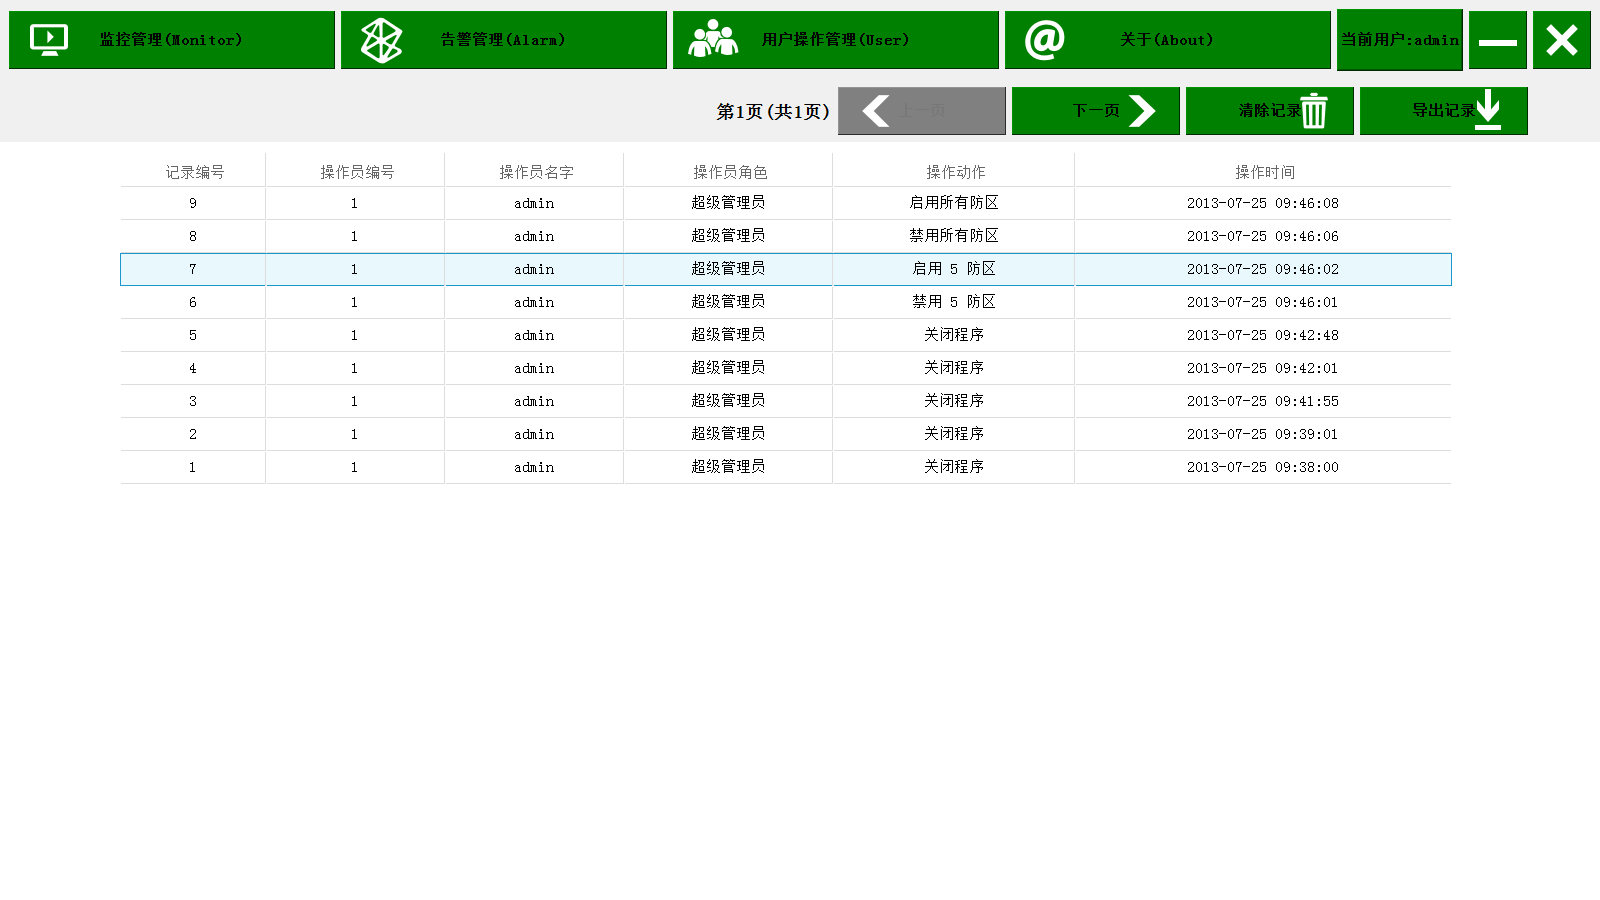 监控管理(Monitor) 告警管理(Alarm) 用户操作管理(User) 关于(About) 当前用户:admin
第1页(共1页) 上一页 下一页 清除记录 导出记录
记录编号 操作员编号 操作员名字 操作员角色 操作动作 操作时间
9 1 admin 超级管理员 启用所有防区 2013-07-25 09:46:08
8 1 admin 超级管理员 禁用所有防区 2013-07-25 09:46:06
7 1 admin 超级管理员 启用 5 防区 2013-07-25 09:46:02
6 1 admin 超级管理员 禁用 5 防区 2013-07-25 09:46:01
5 1 admin 超级管理员 关闭程序 2013-07-25 09:42:48
4 1 admin 超级管理员 关闭程序 2013-07-25 09:42:01
3 1 admin 超级管理员 关闭程序 2013-07-25 09:41:55
2 1 admin 超级管理员 关闭程序 2013-07-25 09:39:01
1 1 admin 超级管理员 关闭程序 2013-07-25 09:38:00